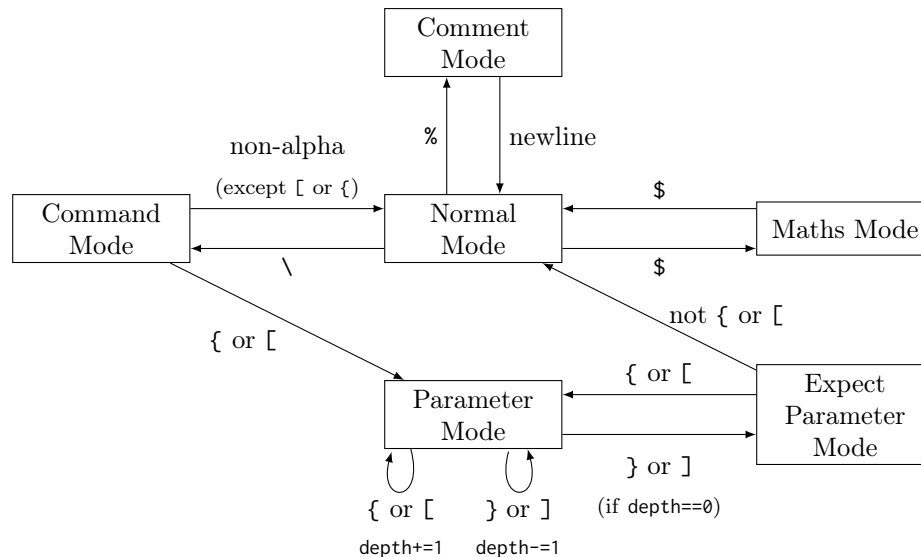 Comment
Mode
%
newline
non-alpha
(except [ or {)
Command
Mode
Normal
Mode
$
Maths Mode
\
$
not { or [
{ or [
{ or [
Parameter
Mode
Expect
Parameter
Mode
} or ]
(if depth==0)
{ or [
depth+=1
} or ]
depth-=1